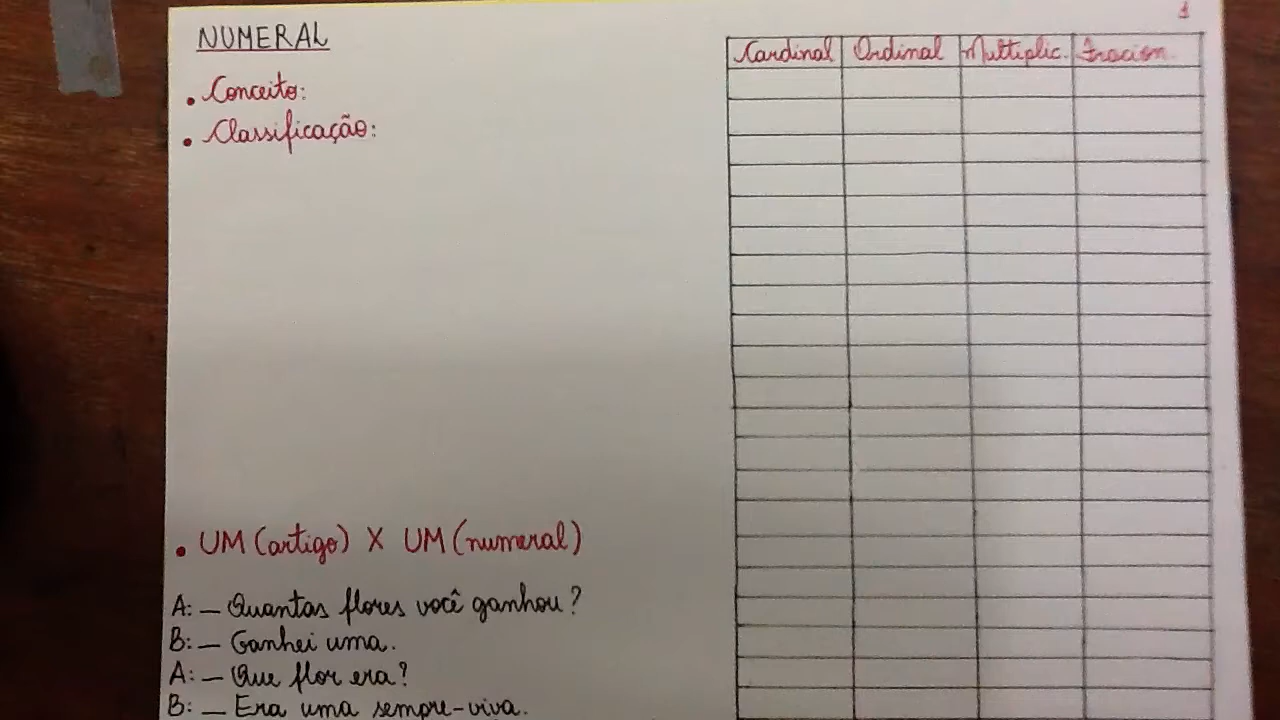 1
NUMERAL
• Conceito:
• Classificação:
Cardinal Ordinal Multiplic. Fracion.
• UM (artigo) X UM (numeral)
A: — Quantas flores você ganhou?
B: — Ganhei uma.
A: — Que flor era?
B: — Era uma sempre-viva.